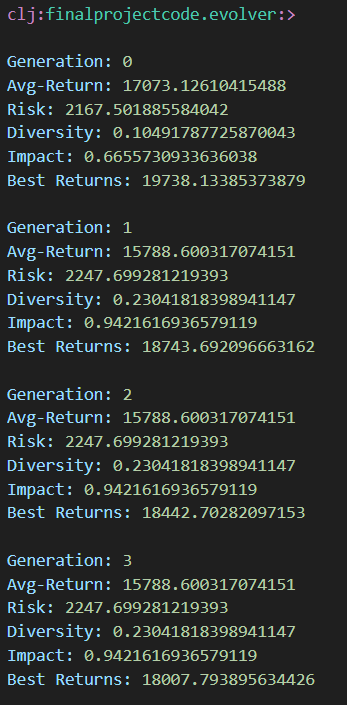 clj:finalprojectcode.evolver:>
Generation: 0
Avg-Return: 17073.12610415488
Risk: 2167.501885584042
Diversity: 0.10491787725870043
Impact: 0.6655730933636038
Best Returns: 19738.13385373879
Generation: 1
Avg-Return: 15788.600317074151
Risk: 2247.699281219393
Diversity: 0.23041818398941147
Impact: 0.9421616936579119
Best Returns: 18743.692096663162
Generation: 2
Avg-Return: 15788.600317074151
Risk: 2247.699281219393
Diversity: 0.23041818398941147
Impact: 0.9421616936579119
Best Returns: 18442.70282097153
Generation: 3
Avg-Return: 15788.600317074151
Risk: 2247.699281219393
Diversity: 0.23041818398941147
Impact: 0.9421616936579119
Best Returns: 18007.793895634426